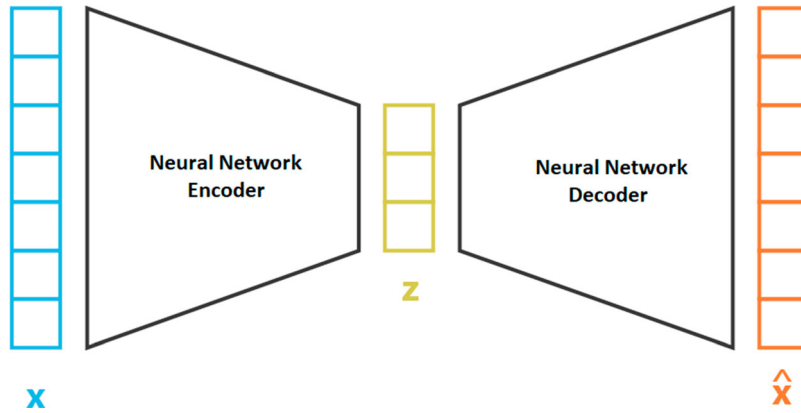 Neural Network
Encoder
Neural Network
Decoder
z
x
x̂